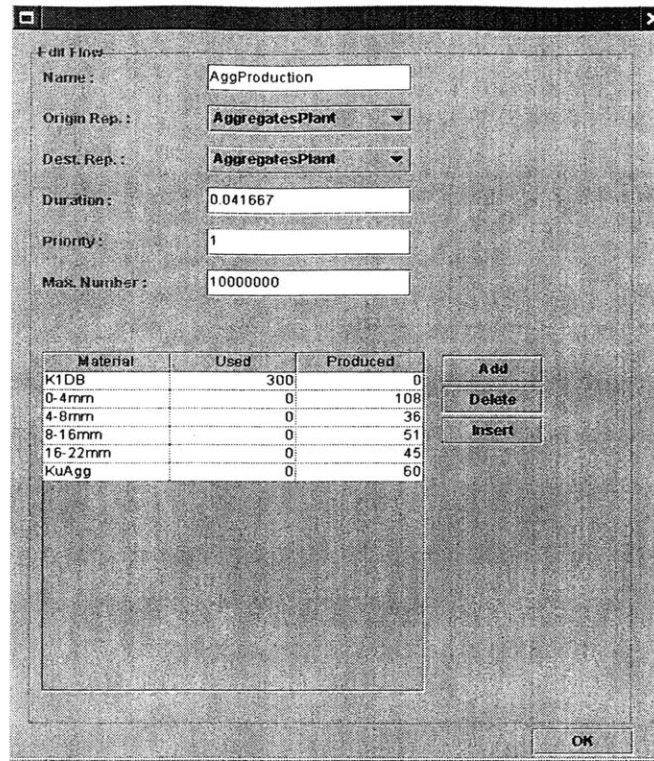 Edit Flow
Name : AggProduction
Origin Rep. : AggregatesPlant
Dest. Rep. : AggregatesPlant
Duration : 0.041667
Priority : 1
Max. Number : 10000000
Material Used Produced
K1DB 300 0
0-4mm 0 108
4-8mm 0 36
8-16mm 0 51
16-22mm 0 45
KuAgg 0 60
Add
Delete
Insert
OK